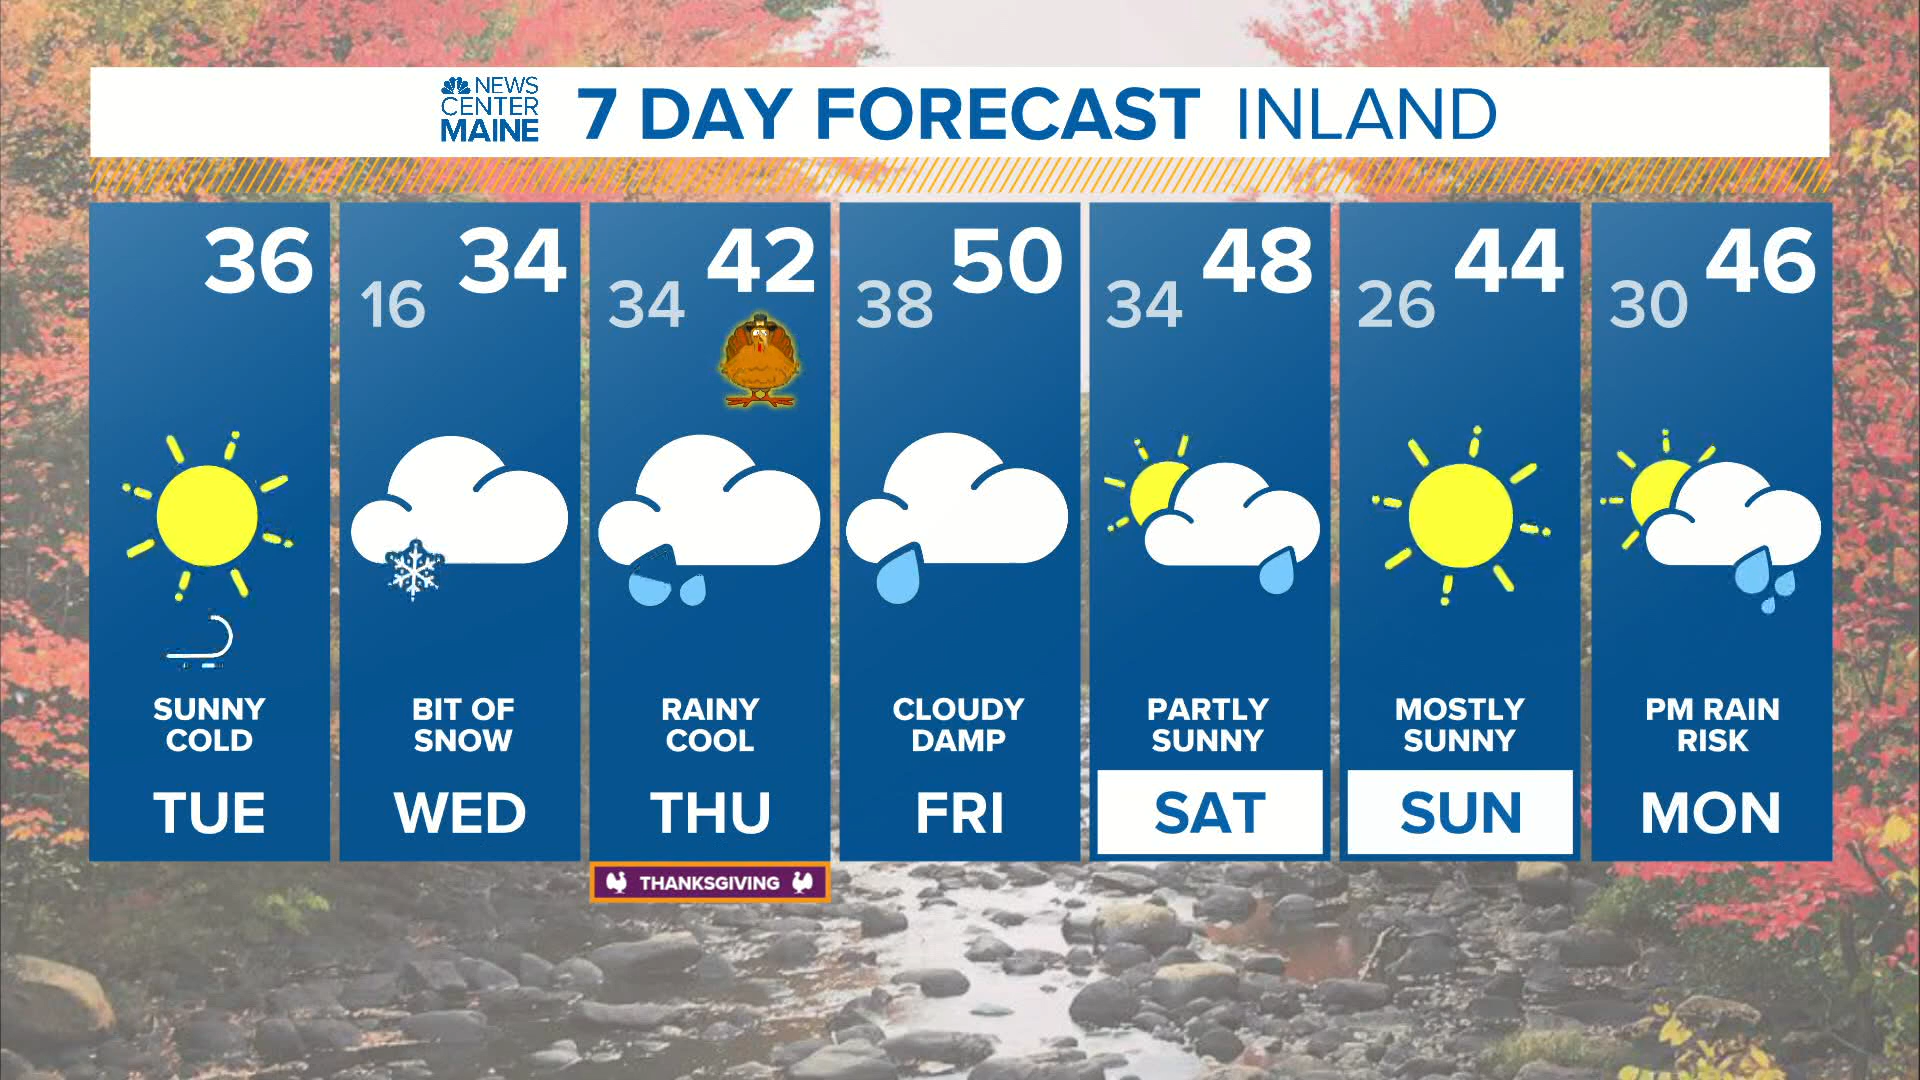 NEWS
CENTER
MAINE
7 DAY FORECAST INLAND
36
16 34
34 42
38 50
34 48
26 44
30 46
SUNNY
COLD
TUE
BIT OF
SNOW
WED
RAINY
COOL
THU
THANKSGIVING
CLOUDY
DAMP
FRI
PARTLY
SUNNY
SAT
MOSTLY
SUNNY
SUN
PM RAIN
RISK
MON